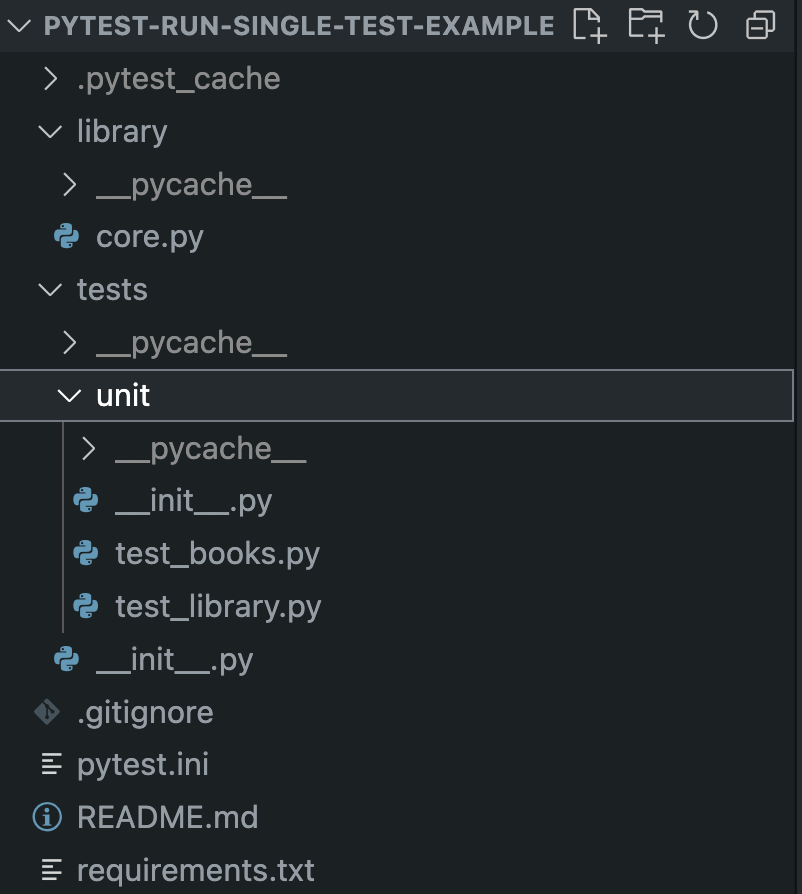 PYTEST-RUN-SINGLE-TEST-EXAMPLE
.pytest_cache
library
__pycache__
core.py
tests
__pycache__
unit
__pycache__
__init__.py
test_books.py
test_library.py
__init__.py
.gitignore
pytest.ini
README.md
requirements.txt